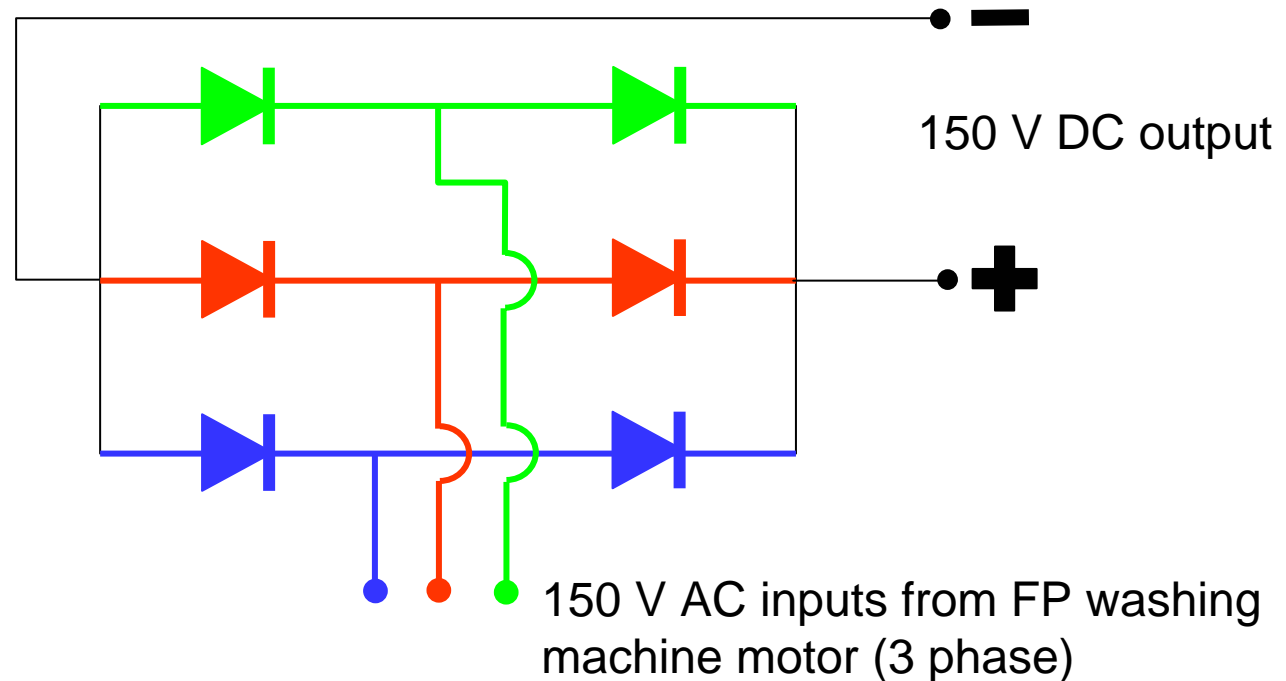 150 V DC output
150 V AC inputs from FP washing
machine motor (3 phase)